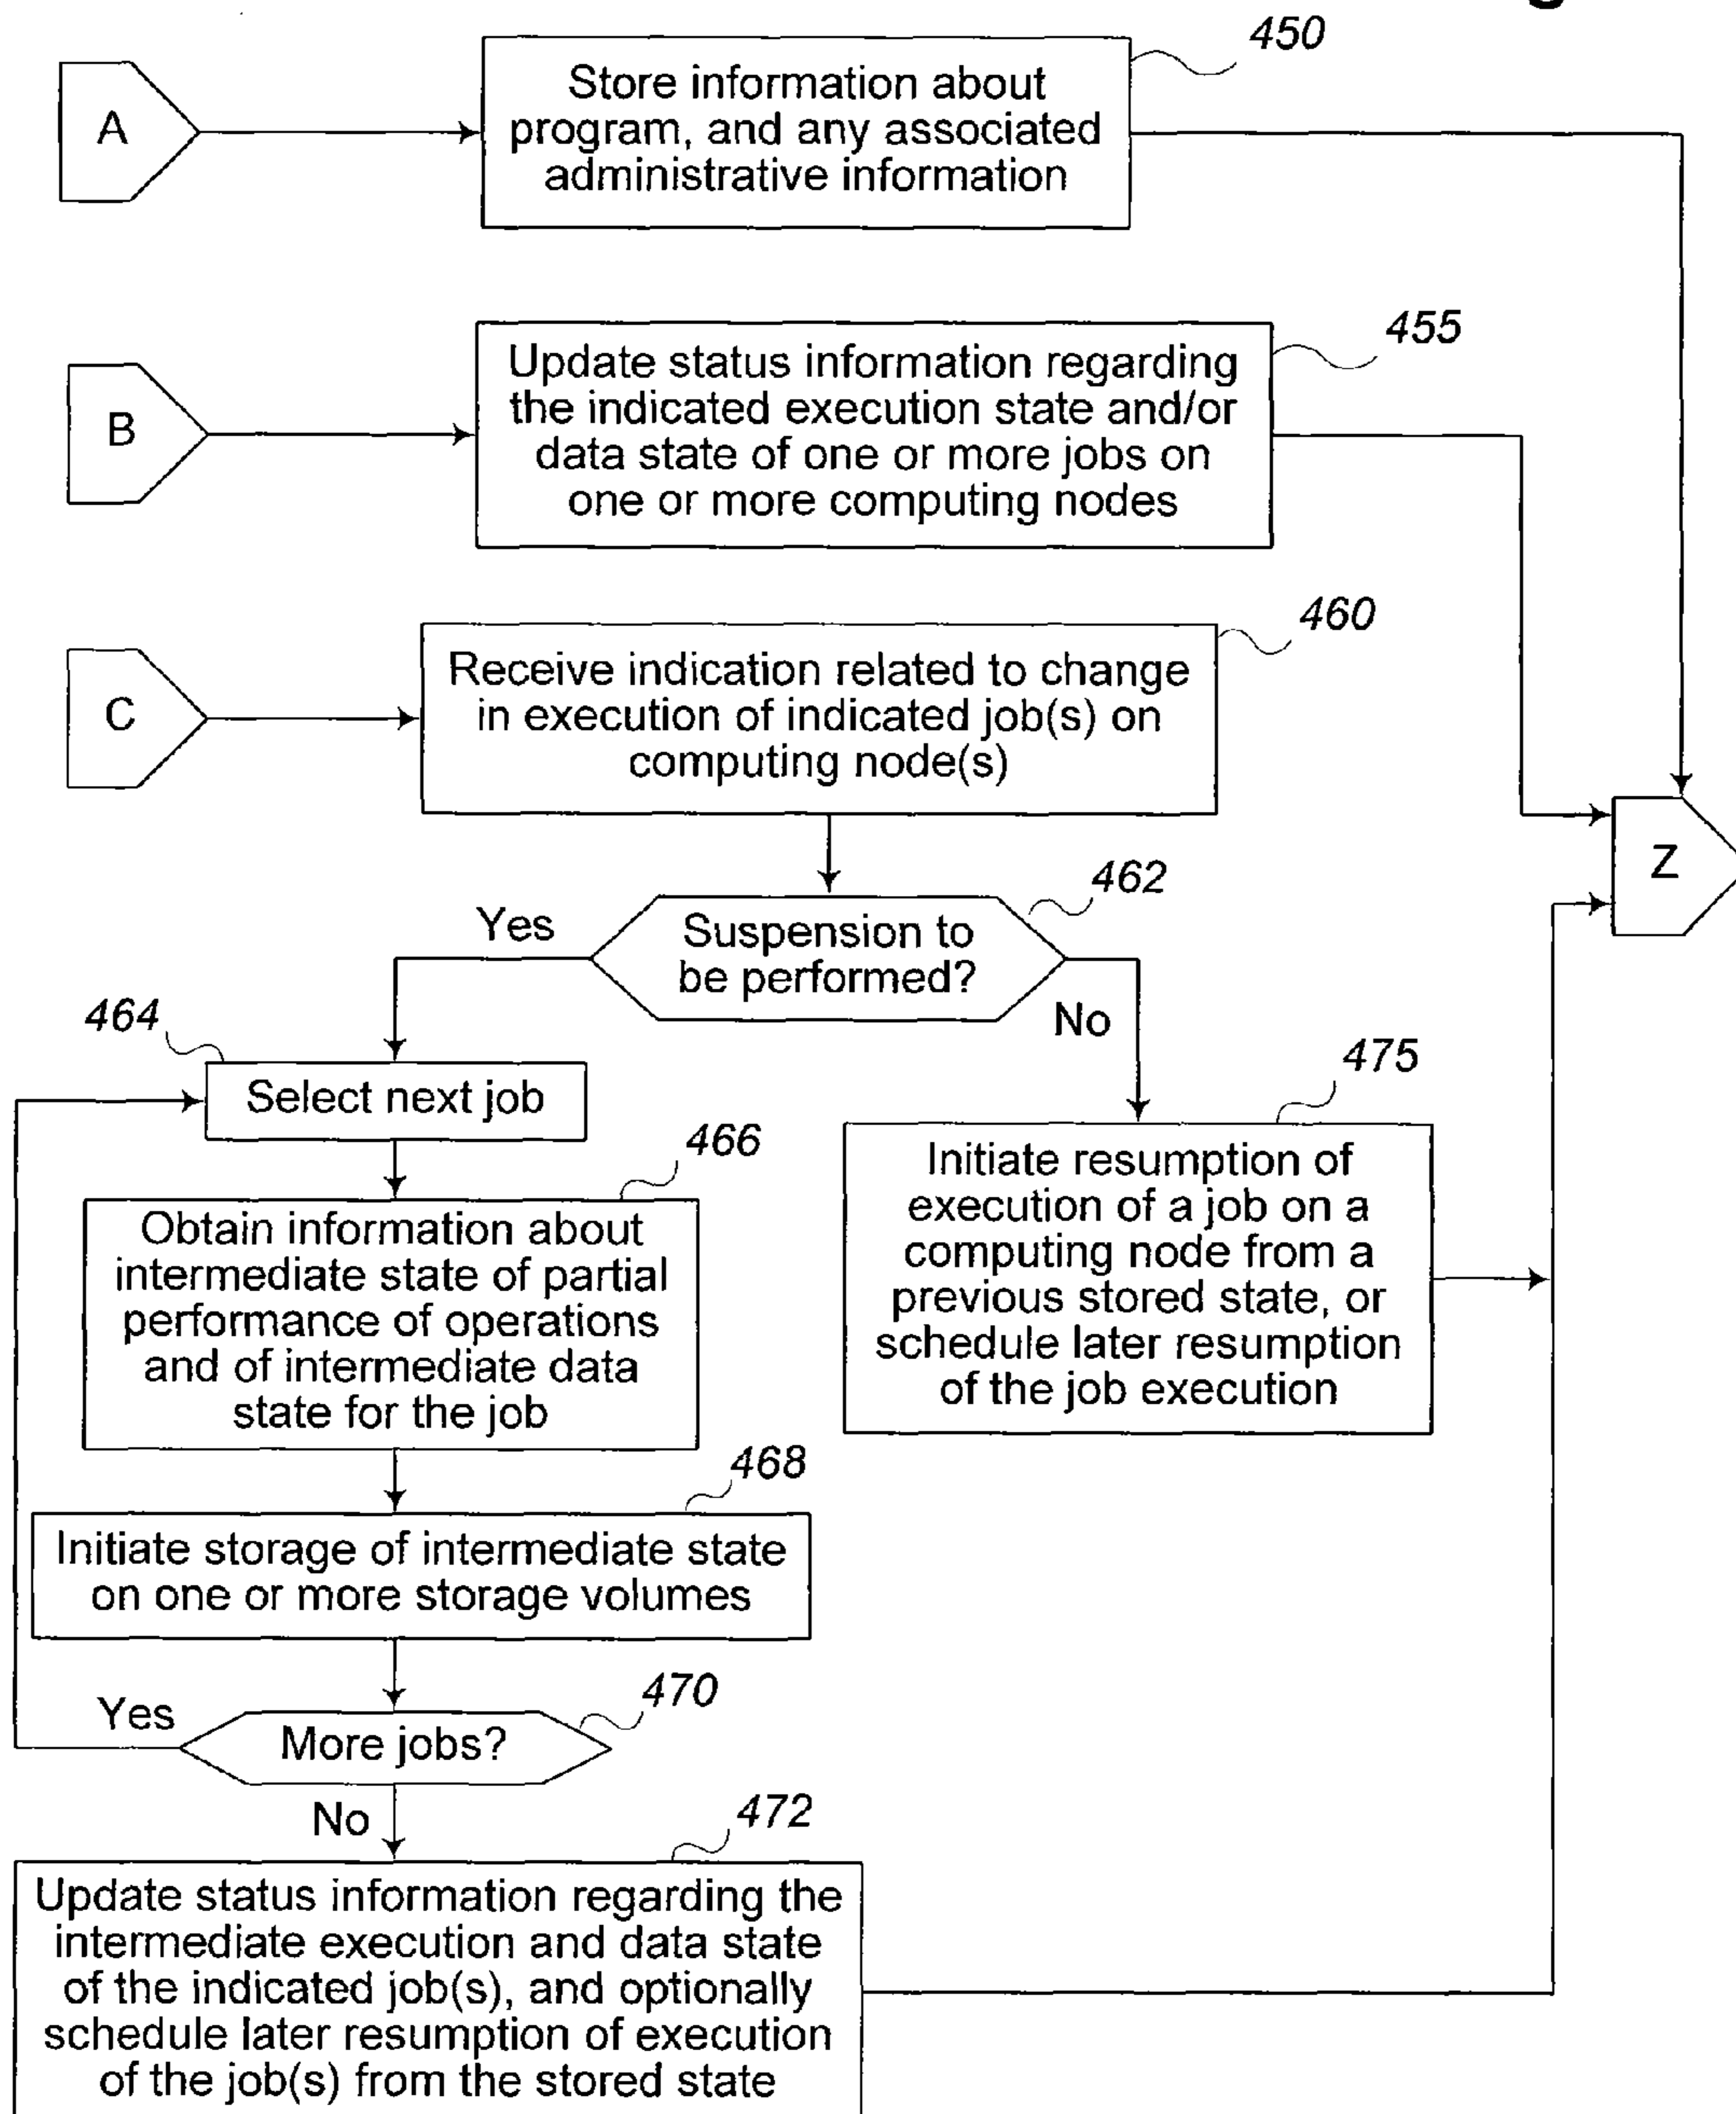 450
A
Store information about
program, and any associated
administrative information
455
B
Update status information regarding
the indicated execution state and/or
data state of one or more jobs on
one or more computing nodes
460
C
Receive indication related to change
in execution of indicated job(s) on
computing node(s)
Z
462
Yes
Suspension to
be performed?
No
464
Select next job
475
466
Initiate resumption of
execution of a job on a
computing node from a
previous stored state, or
schedule later resumption
of the job execution
Obtain information about
intermediate state of partial
performance of operations
and of intermediate data
state for the job
468
Initiate storage of intermediate state
on one or more storage volumes
470
Yes
More jobs?
No
472
Update status information regarding the
intermediate execution and data state
of the indicated job(s), and optionally
schedule later resumption of execution
of the job(s) from the stored state